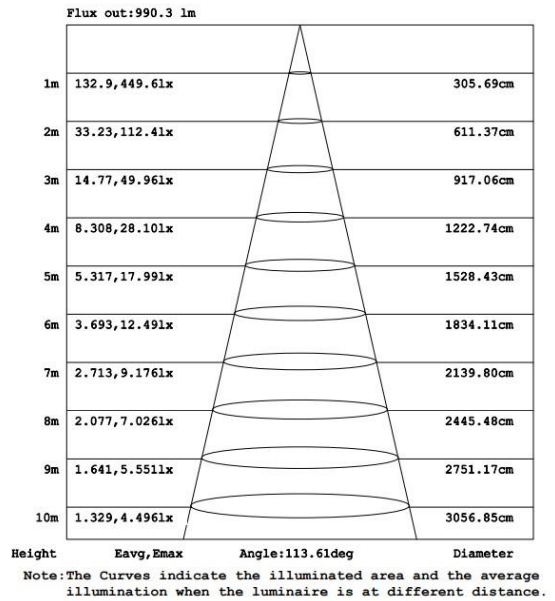 Flux out:990.3 lm
1m 132.9,449.6lx 305.69cm
2m 33.23,112.4lx 611.37cm
3m 14.77,49.96lx 917.06cm
4m 8.308,28.10lx 1222.74cm
5m 5.317,17.99lx 1528.43cm
6m 3.693,12.49lx 1834.11cm
7m 2.713,9.176lx 2139.80cm
8m 2.077,7.026lx 2445.48cm
9m 1.641,5.551lx 2751.17cm
10m 1.329,4.496lx 3056.85cm
Height Eavg,Emax Angle:113.61deg Diameter
Note:The Curves indicate the illuminated area and the average
illumination when the luminaire is at different distance.